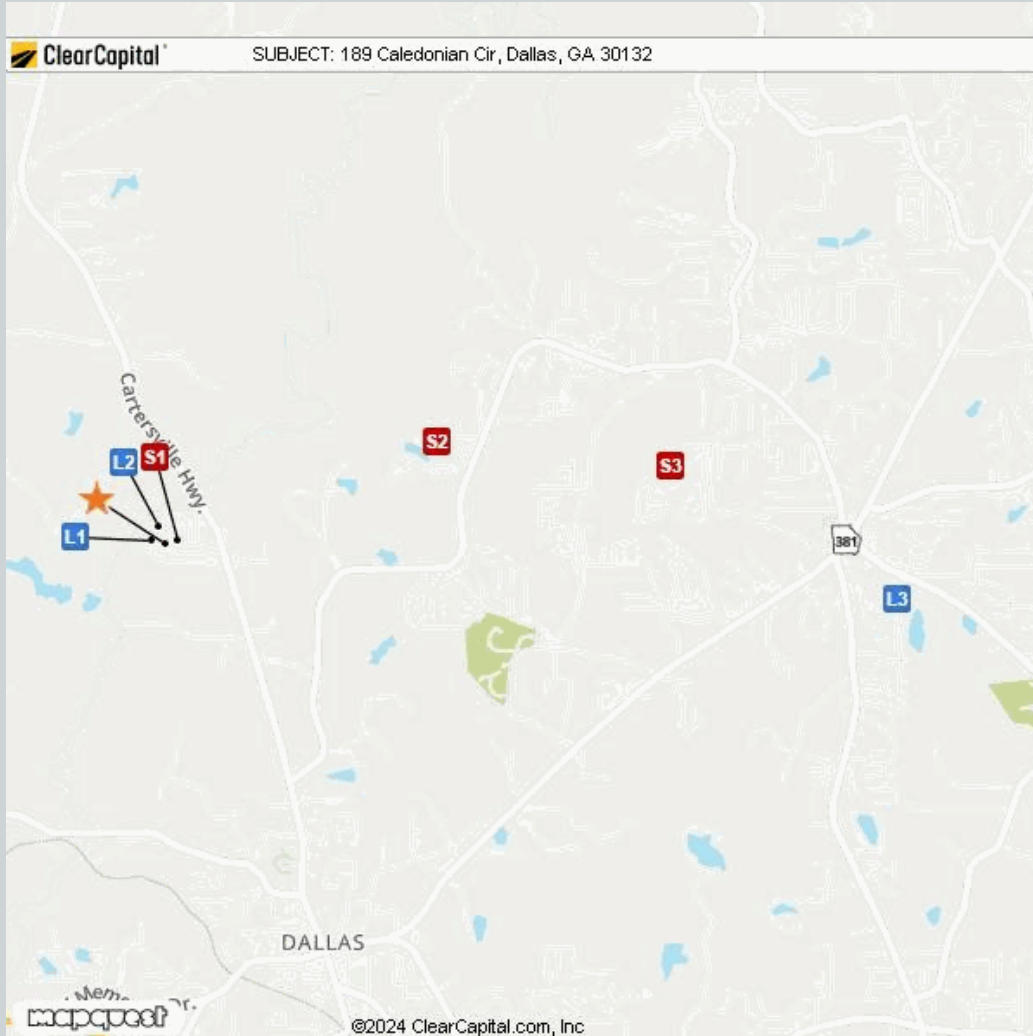 ClearCapital
SUBJECT: 189 Caledonian Cir, Dallas, GA 30132
Cartersville Hwy.
S2
L2
S1
S3
L1
381
L3
DALLAS
Dr.
mapquest
©2024 ClearCapital.com, Inc